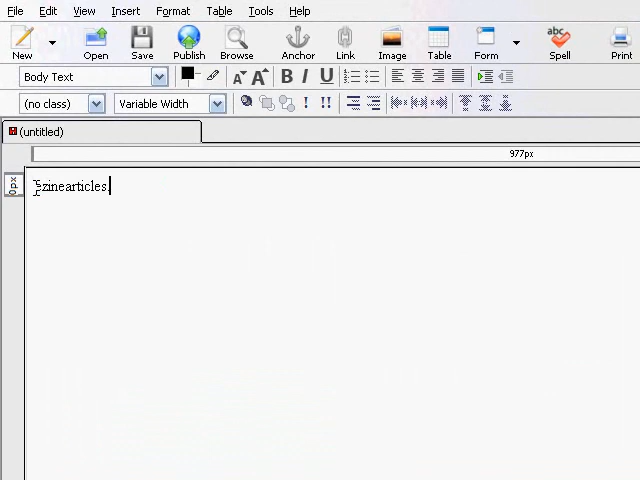 File Edit View Insert Format Table Tools Help
New Open Save Publish Browse Anchor Link Image Table Form Spell Print
Body Text B I U
(no class) Variable Width ! !!
(untitled)
977px
0px
ezinearticles.